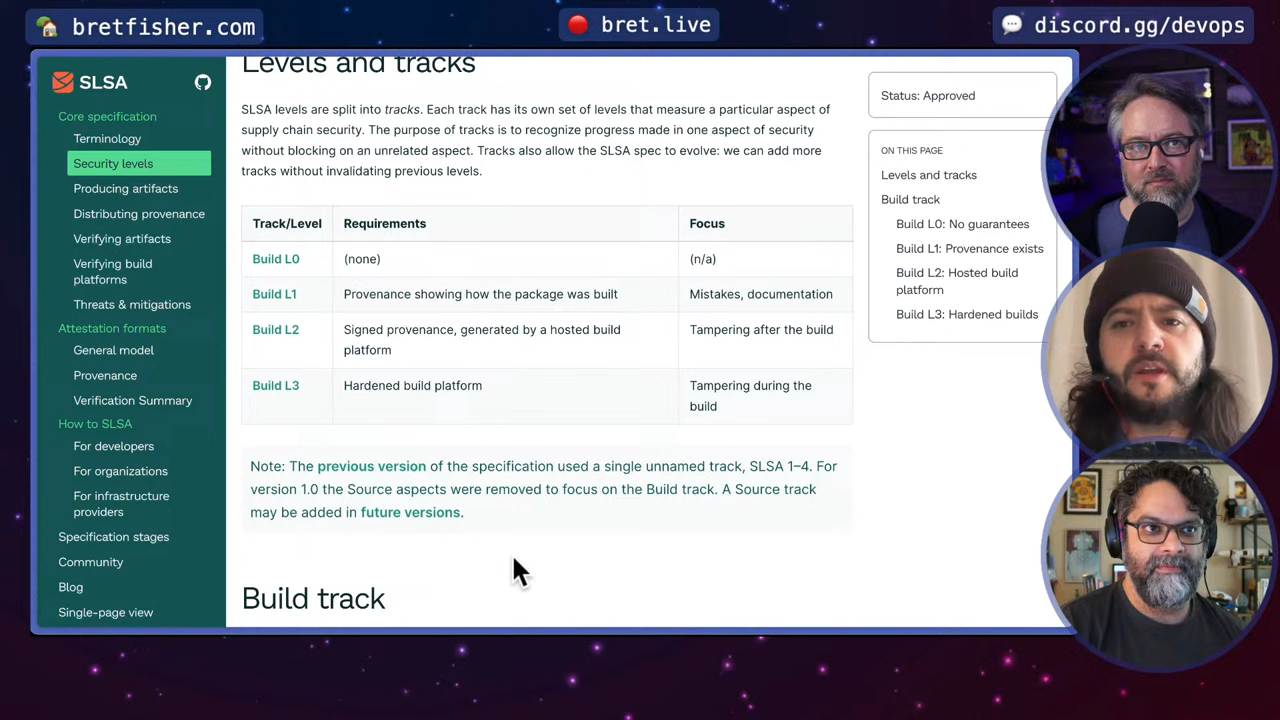 bretfisher.com
bret.live
discord.gg/devops
SLSA
Core specification
Terminology
Security levels
Producing artifacts
Distributing provenance
Verifying artifacts
Verifying build
platforms
Threats & mitigations
Attestation formats
General model
Provenance
Verification Summary
How to SLSA
For developers
For organizations
For infrastructure
providers
Specification stages
Community
Blog
Single-page view
Levels and tracks
SLSA levels are split into tracks. Each track has its own set of levels that measure a particular aspect of
supply chain security. The purpose of tracks is to recognize progress made in one aspect of security
without blocking on an unrelated aspect. Tracks also allow the SLSA spec to evolve: we can add more
tracks without invalidating previous levels.
Track/Level Requirements Focus
Build L0 (none) (n/a)
Build L1 Provenance showing how the package was built Mistakes, documentation
Build L2 Signed provenance, generated by a hosted build Tampering after the build
platform
Build L3 Hardened build platform Tampering during the
build
Note: The previous version of the specification used a single unnamed track, SLSA 1–4. For
version 1.0 the Source aspects were removed to focus on the Build track. A Source track
may be added in future versions.
Build track
Status: Approved
ON THIS PAGE
Levels and tracks
Build track
Build L0: No guarantees
Build L1: Provenance exists
Build L2: Hosted build
platform
Build L3: Hardened builds